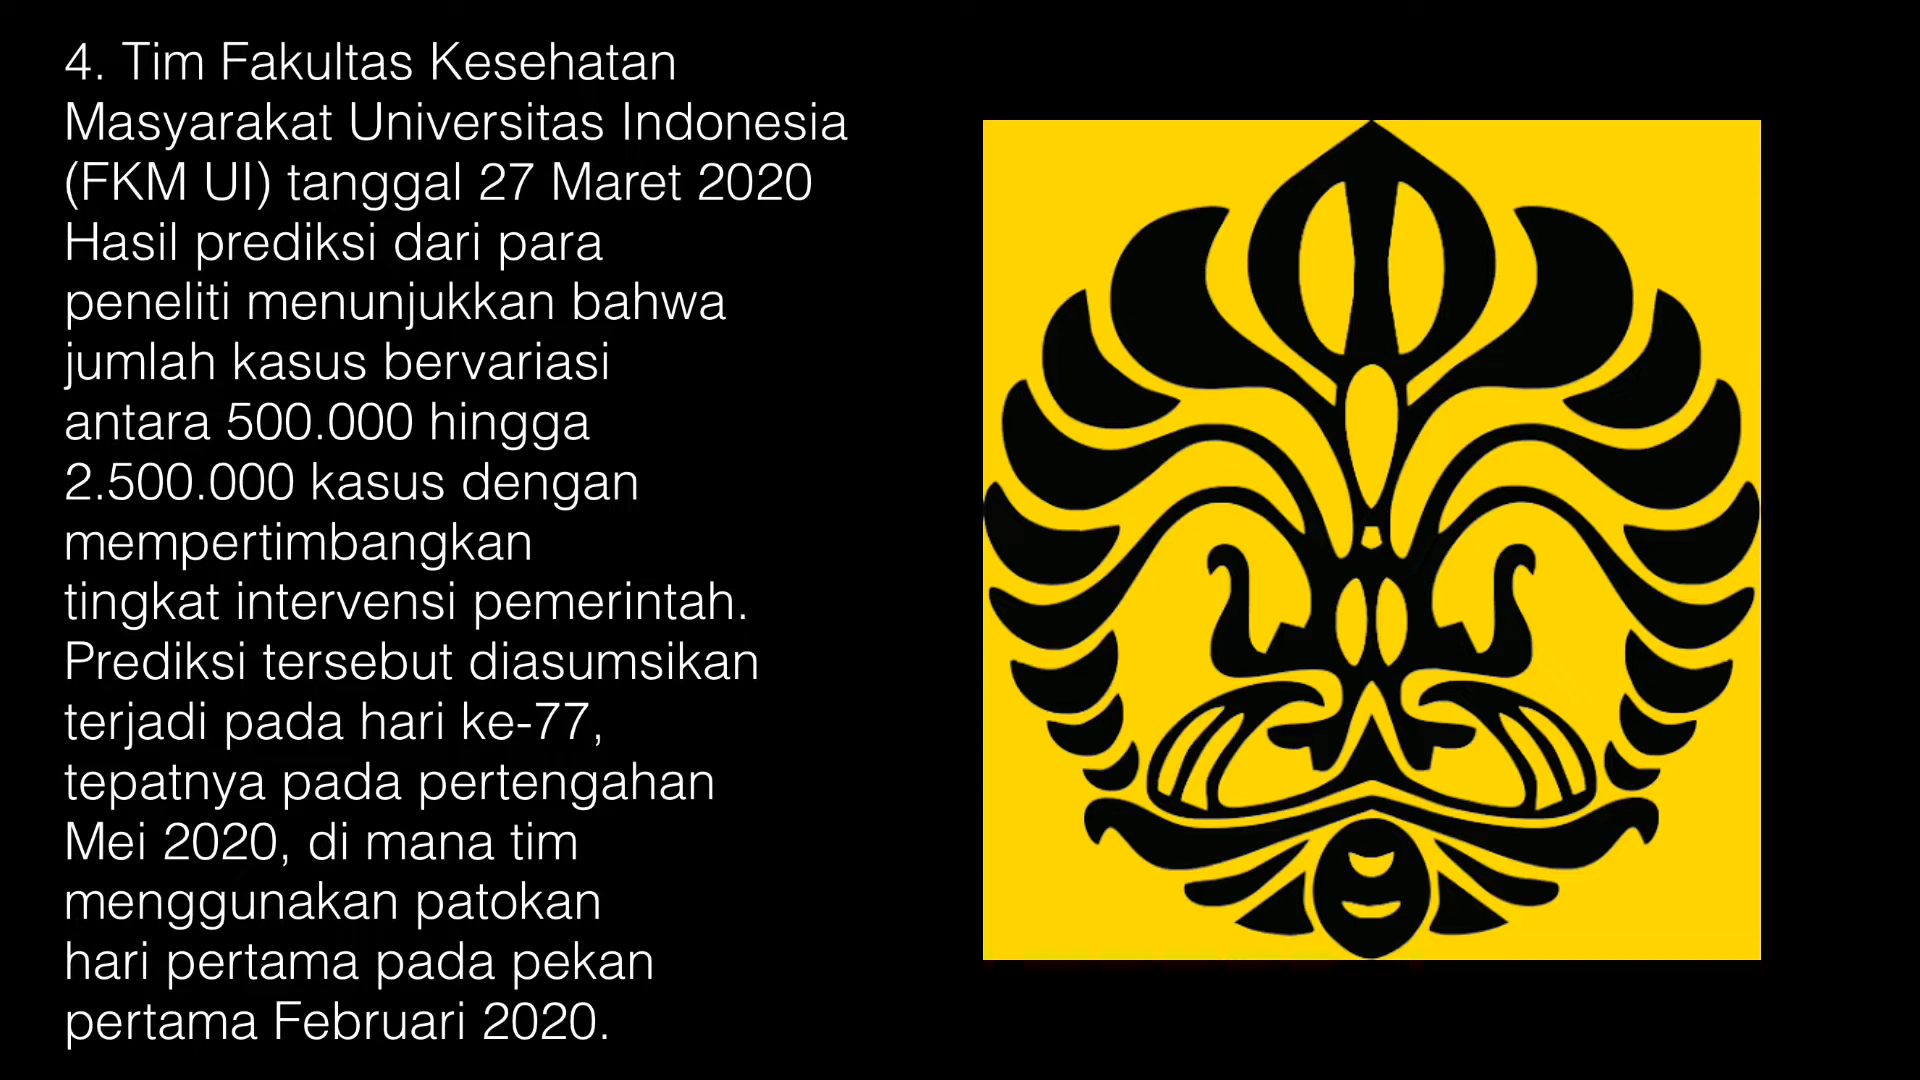 4. Tim Fakultas Kesehatan
Masyarakat Universitas Indonesia
(FKM UI) tanggal 27 Maret 2020
Hasil prediksi dari para
peneliti menunjukkan bahwa
jumlah kasus bervariasi
antara 500.000 hingga
2.500.000 kasus dengan
mempertimbangkan
tingkat intervensi pemerintah.
Prediksi tersebut diasumsikan
terjadi pada hari ke-77,
tepatnya pada pertengahan
Mei 2020, di mana tim
menggunakan patokan
hari pertama pada pekan
pertama Februari 2020.